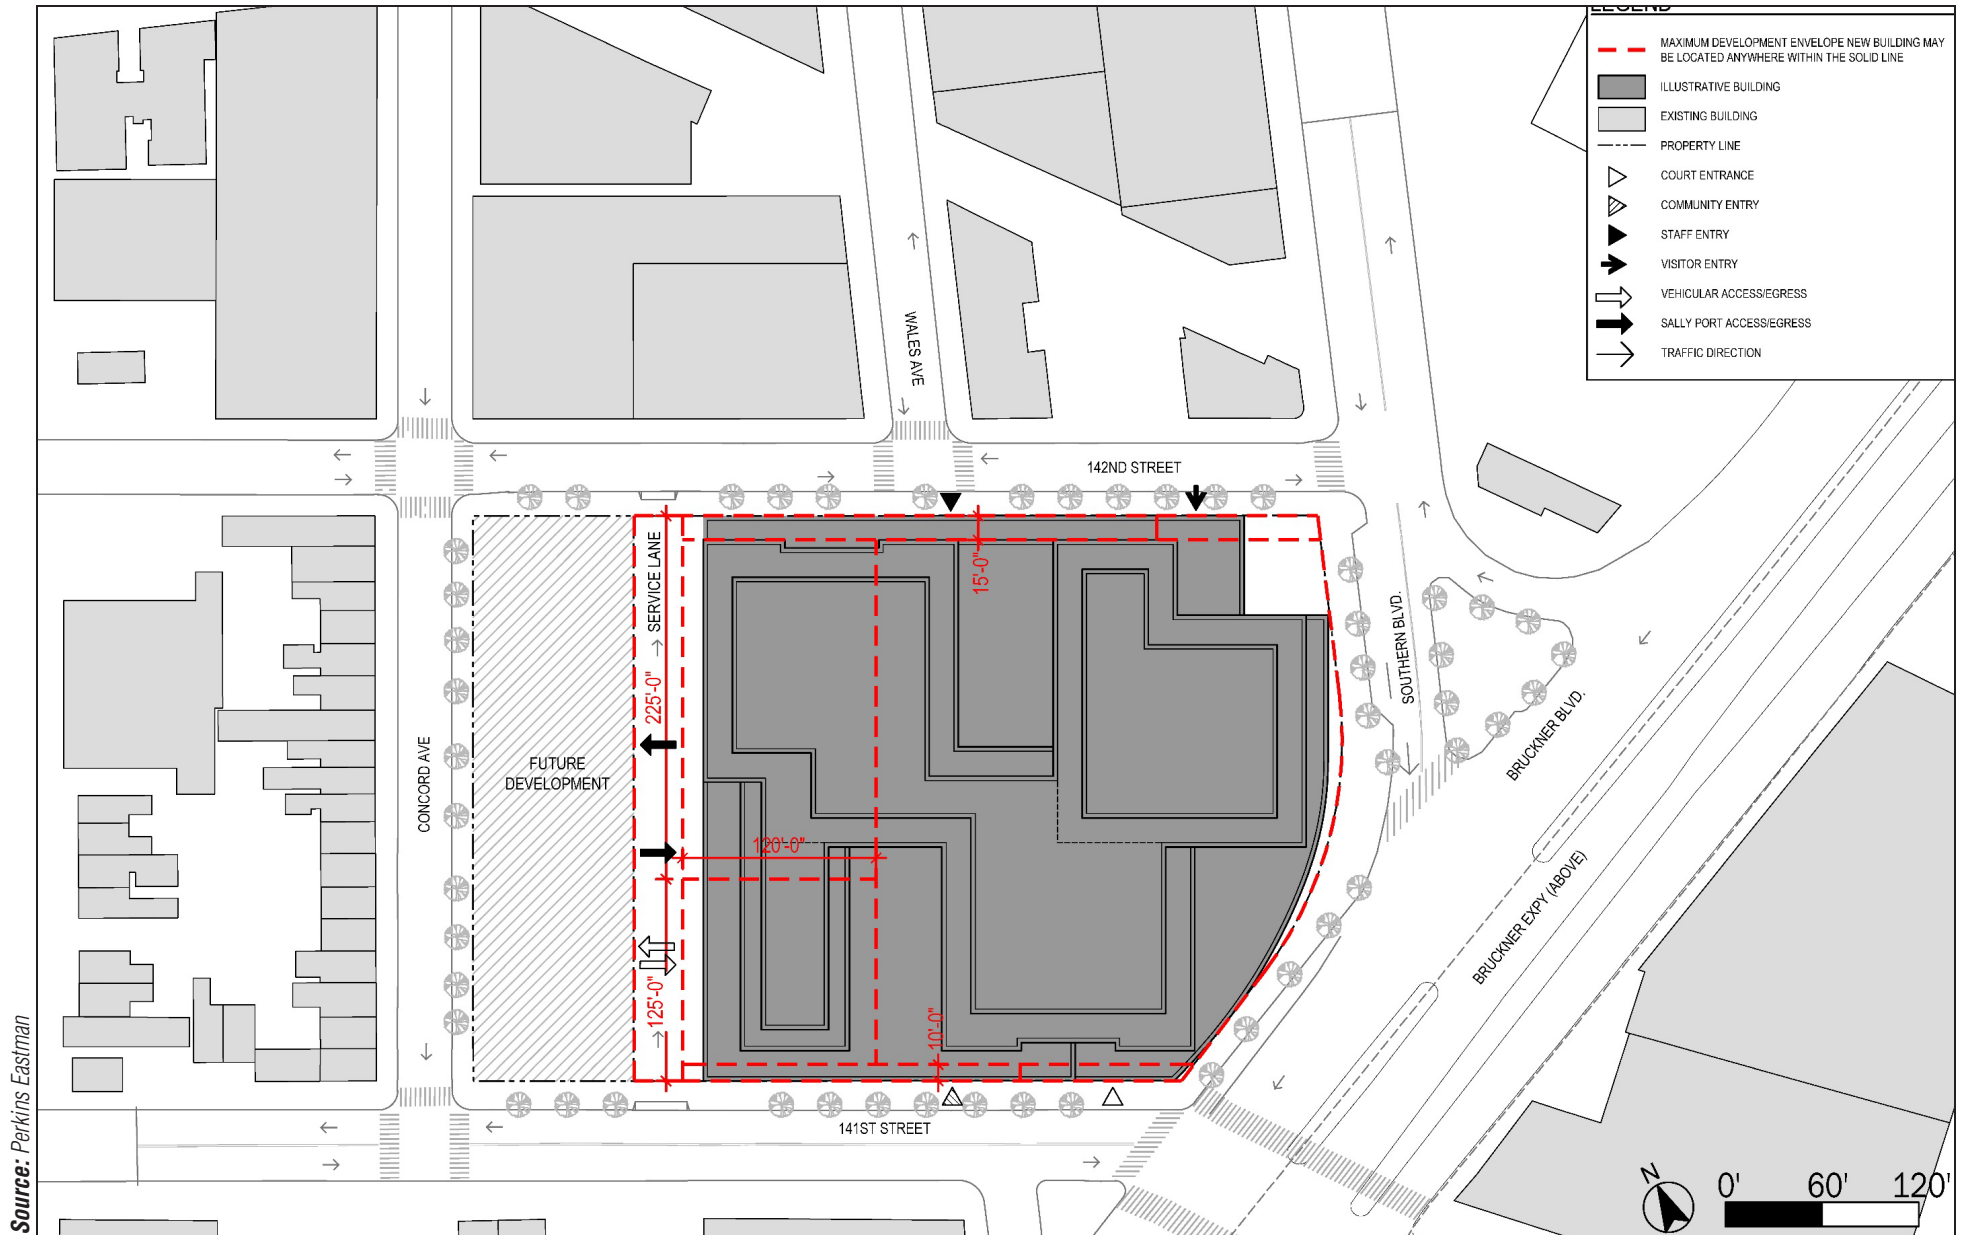 LEGEND
MAXIMUM DEVELOPMENT ENVELOPE NEW BUILDING MAY
BE LOCATED ANYWHERE WITHIN THE SOLID LINE
ILLUSTRATIVE BUILDING
EXISTING BUILDING
PROPERTY LINE
COURT ENTRANCE
COMMUNITY ENTRY
STAFF ENTRY
VISITOR ENTRY
VEHICULAR ACCESS/EGRESS
SALLY PORT ACCESS/EGRESS
TRAFFIC DIRECTION
WALES AVE
142ND STREET
SERVICE LANE
15'-0"
225'-0"
SOUTHERN BLVD.
BRUCKNER BLVD.
CONCORD AVE
FUTURE
DEVELOPMENT
120'-0"
BRUCKNER EXPY (ABOVE)
125'-0"
10'-0"
141ST STREET
Source: Perkins Eastman
N
0' 60' 120'